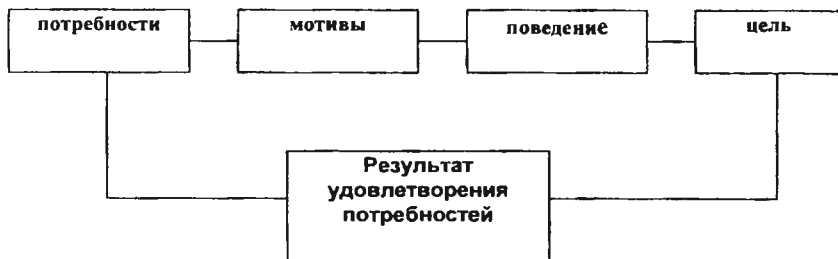 потребности
мотивы
поведение
цель
Результат
удовлетворения
потребностей